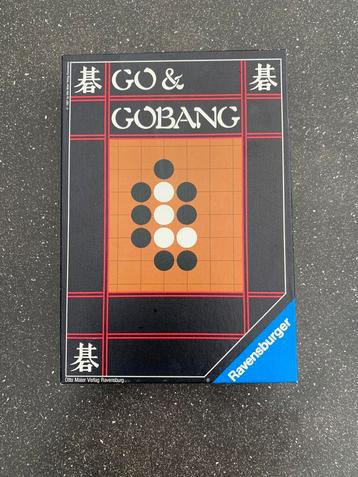 碁 GO & 碁
GOBANG
碁
Ravensburger
Otto Maier Verlag Ravensburg